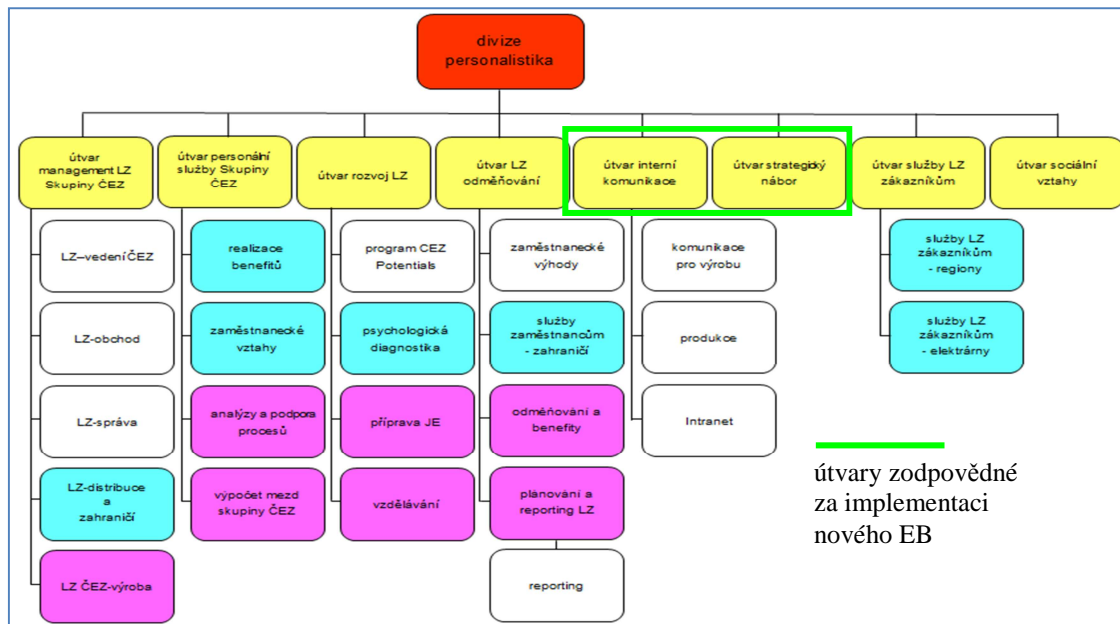 divize
personalistika
útvar
management LZ
Skupiny ČEZ
útvar personální
služby Skupiny
ČEZ
útvar rozvoj LZ
útvar LZ
odměňování
útvar interní
komunikace
útvar strategický
nábor
útvar služby LZ
zákazníkům
útvar sociální
vztahy
LZ–vedení ČEZ
LZ-obchod
LZ-správa
LZ-distribuce
a
zahraničí
LZ ČEZ-výroba
realizace
benefitů
zaměstnanecké
vztahy
analýzy a podpora
procesů
výpočet mezd
skupiny ČEZ
program CEZ
Potentials
psychologická
diagnostika
příprava JE
vzdělávání
zaměstnanecké
výhody
služby
zaměstnancům
- zahraničí
odměňování a
benefity
plánování a
reporting LZ
reporting
komunikace
pro výrobu
produkce
Intranet
služby LZ
zákazníkům
- regiony
služby LZ
zákazníkům
- elektrárny
útvary zodpovědné
za implementaci
nového EB